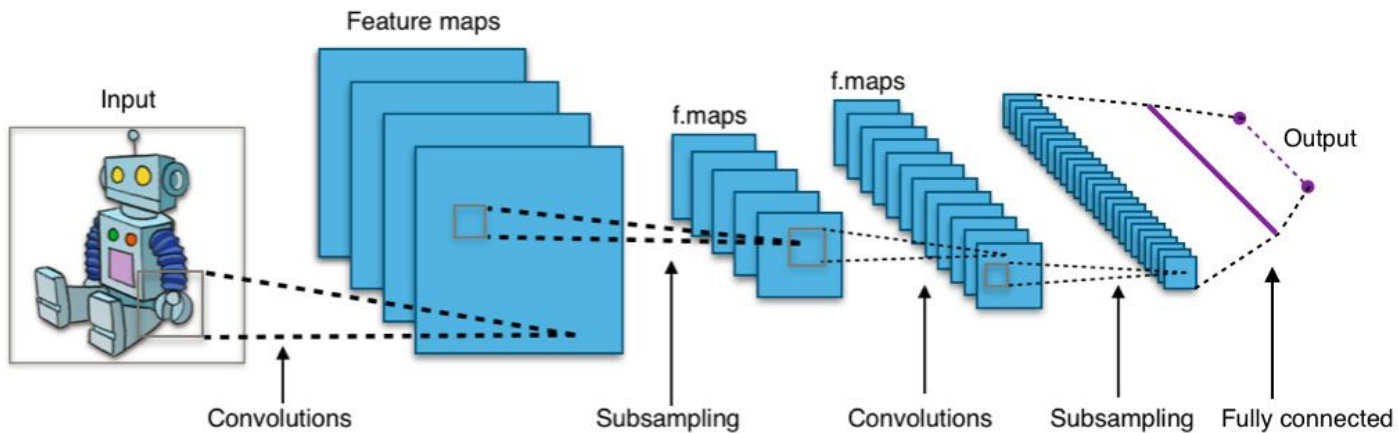 Feature maps
f.maps
f.maps
Input
Output
Convolutions
Subsampling
Convolutions
Subsampling
Fully connected